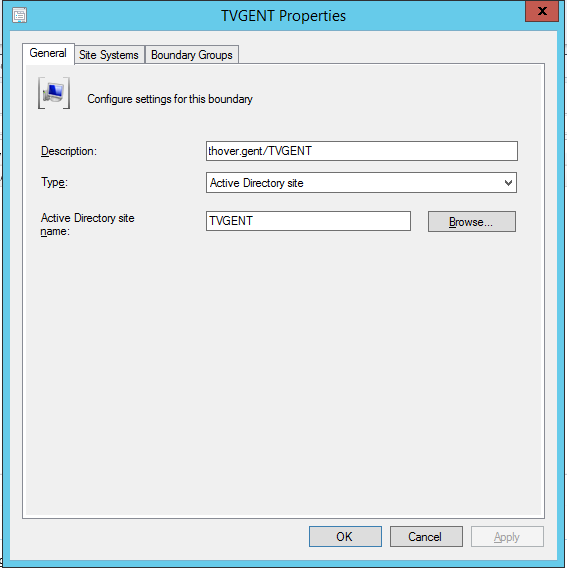 TVGENT Properties
General Site Systems Boundary Groups
Configure settings for this boundary
Description: thover.gent/TVGENT
Type: Active Directory site
Active Directory site TVGENT Browse...
name:
OK Cancel Apply